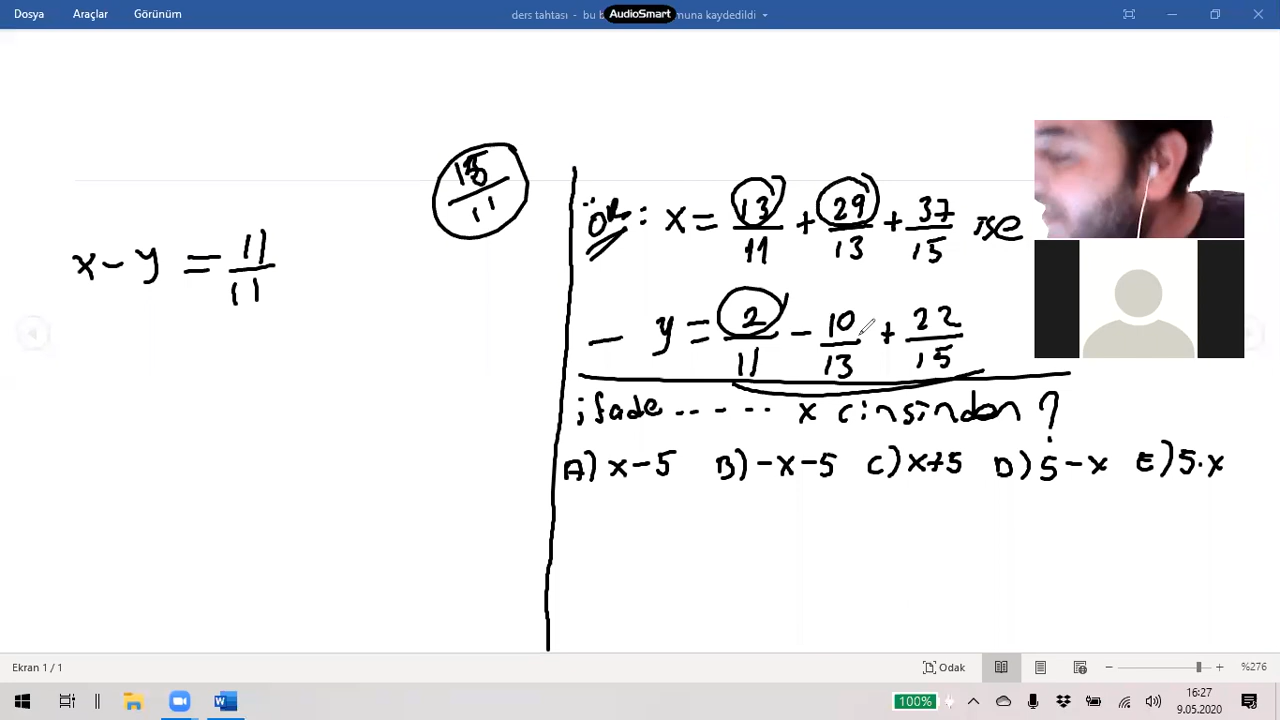 Dosya Araçlar Görünüm
ders tahtası - bu b
AudioSmart
muna kaydedildi
x - y = 11/11
11
ÖR : x = 13/11 + 29/13 + 37/15 ise
- y = 2/11 - 10/13 + 22/15
ifade ...... x cinsinden ?
A) x - 5 B) -x - 5 C) x + 5 D) 5 - x E) 5.x
Ekran 1 / 1
Odak
%276
100%
16:27
9.05.2020